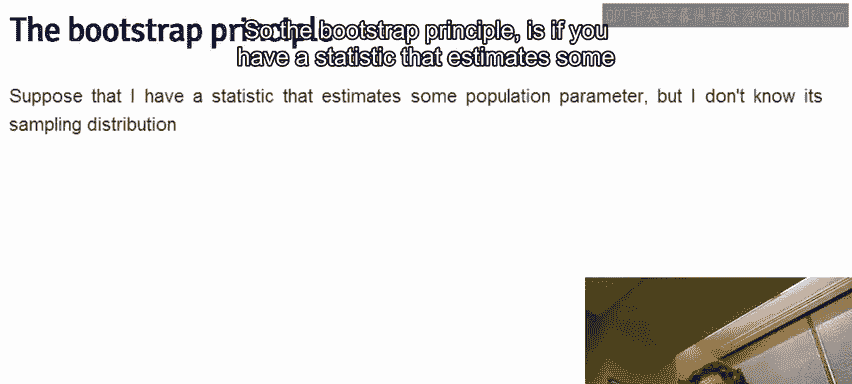 The bootstrap principle
So the bootstrap principle, is if you
have a statistic that estimates some
Suppose that I have a statistic that estimates some population parameter, but I don't know its
sampling distribution